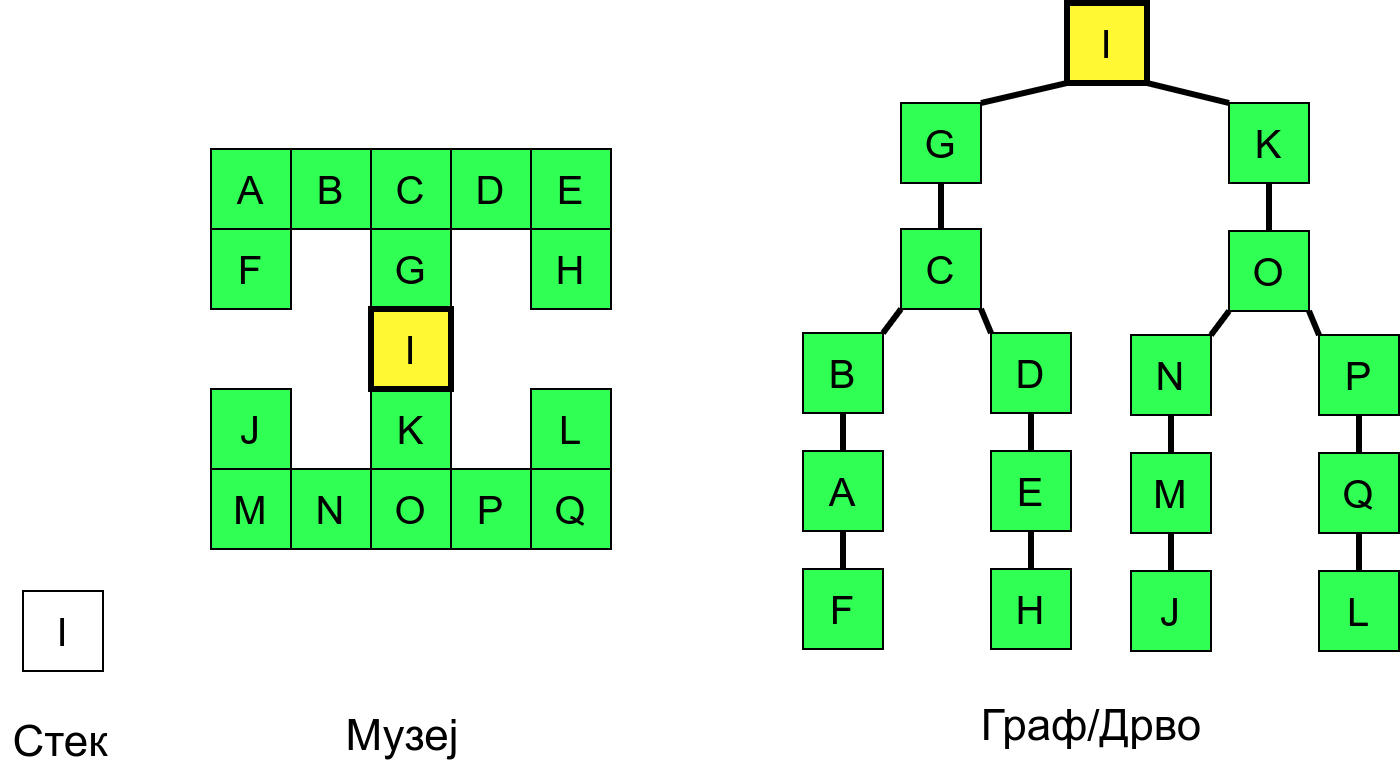 A B C D E
F G H
I
J K L
M N O P Q
I
Стек
Музеј
I
G K
C O
B D N P
A E M Q
F H J L
Граф/Дрво